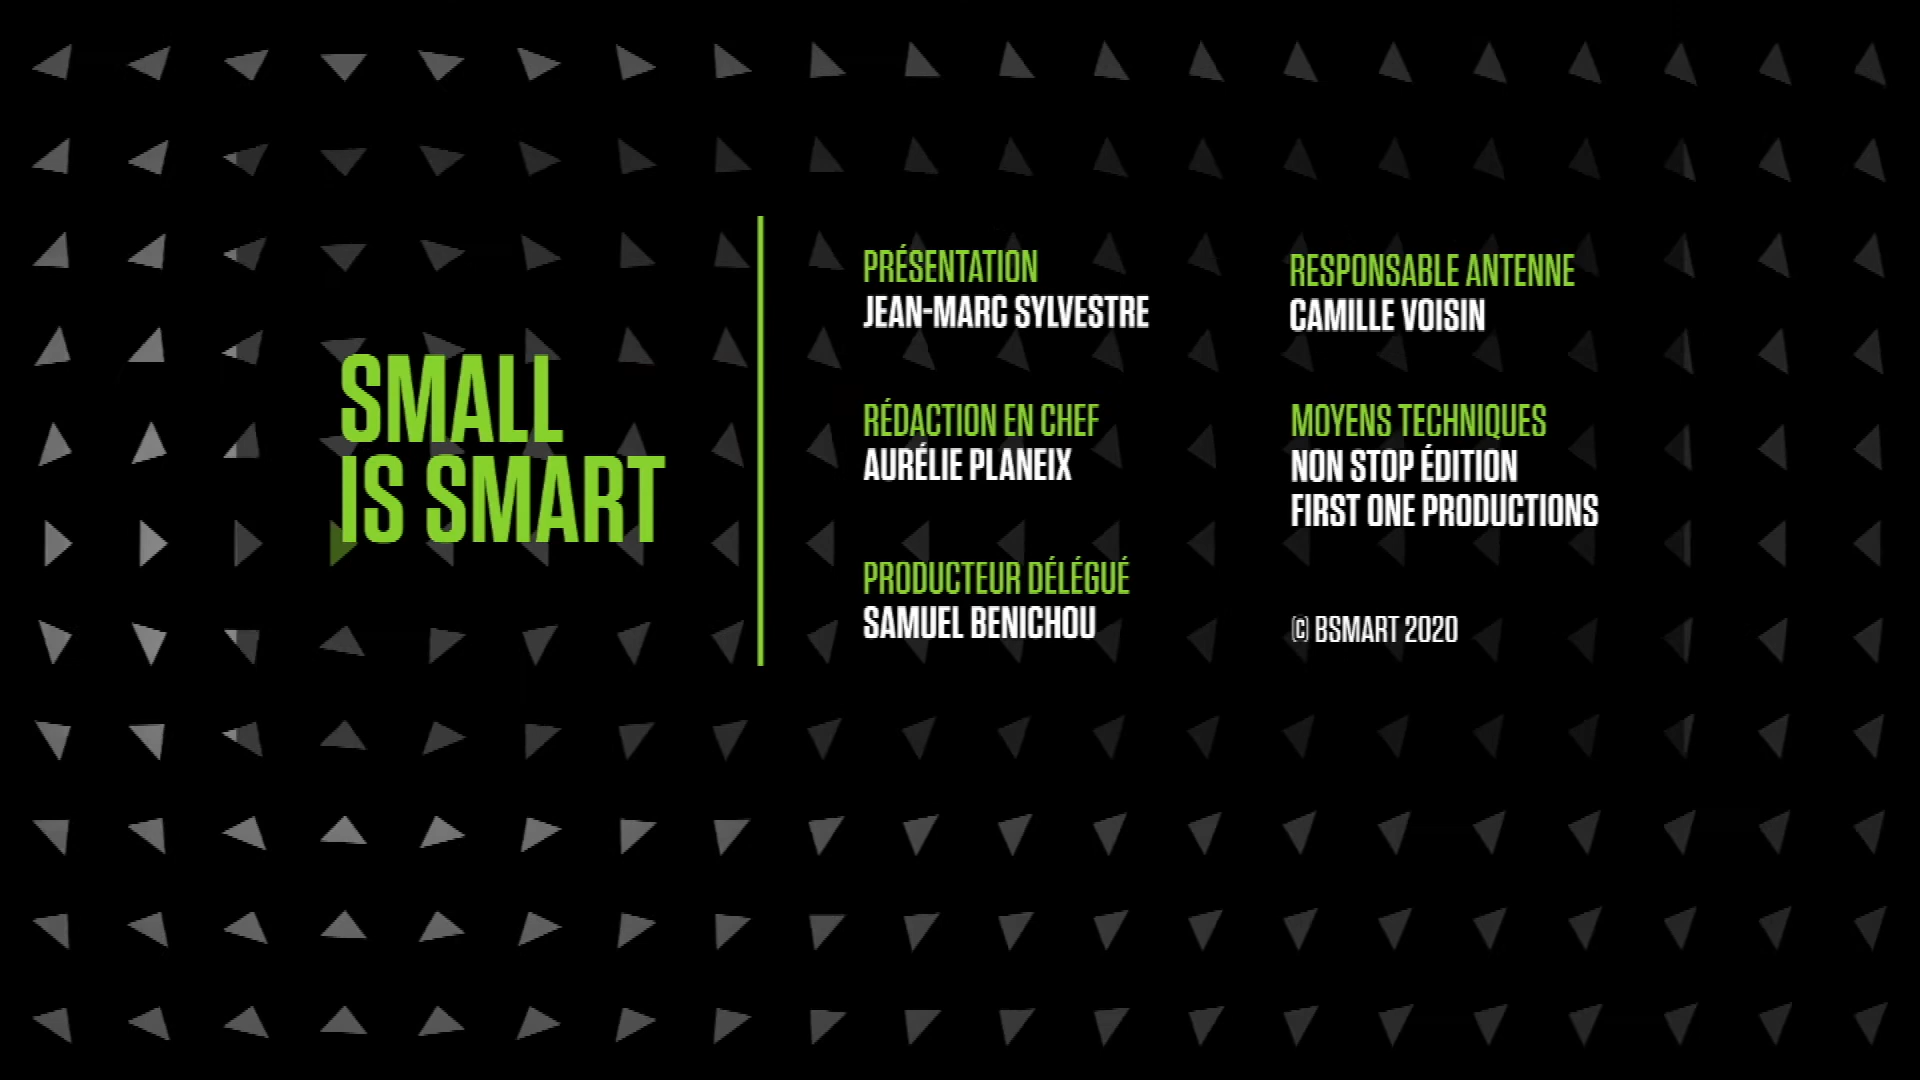 SMALL
IS SMART
PRÉSENTATION
JEAN-MARC SYLVESTRE
RÉDACTION EN CHEF
AURÉLIE PLANEIX
PRODUCTEUR DÉLÉGUÉ
SAMUEL BENICHOU
RESPONSABLE ANTENNE
CAMILLE VOISIN
MOYENS TECHNIQUES
NON STOP ÉDITION
FIRST ONE PRODUCTIONS
© BSMART 2020